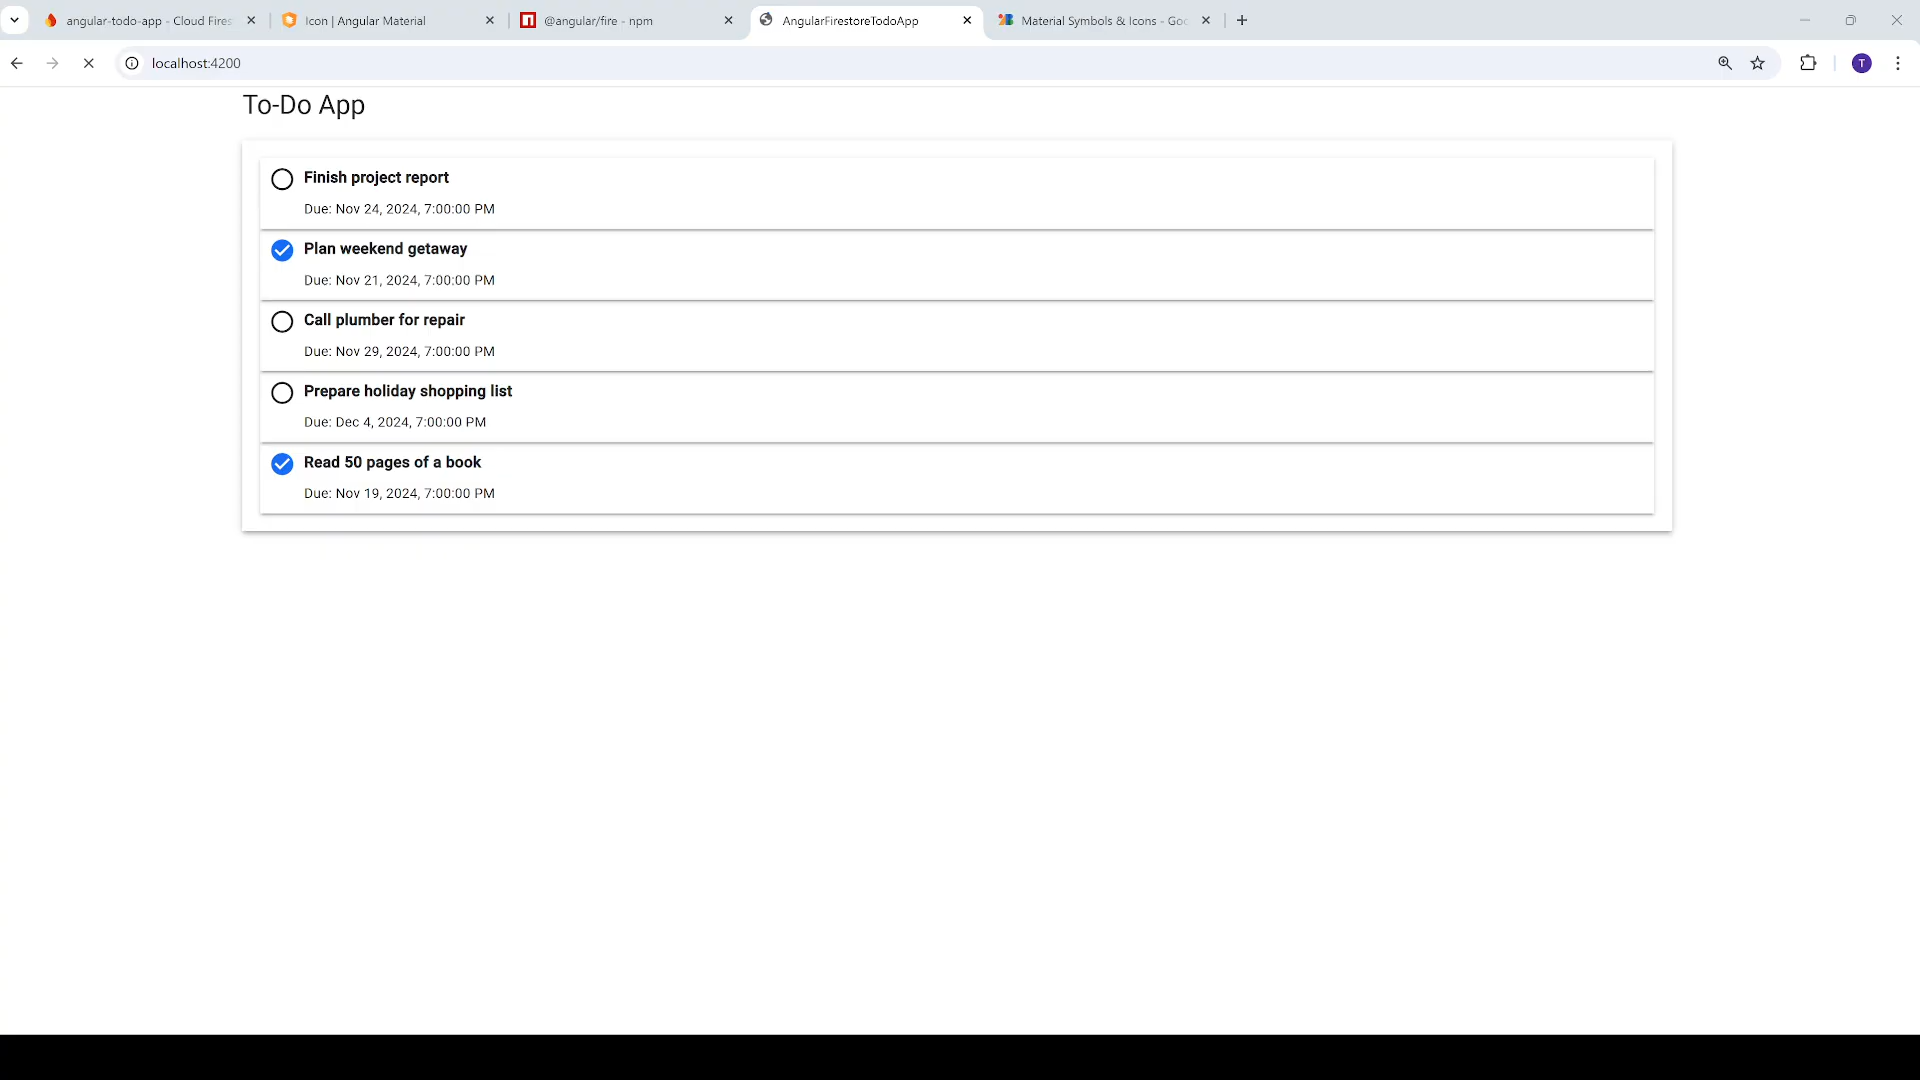 angular-todo-app - Cloud Fires
Icon | Angular Material
@angular/fire - npm
AngularFirestoreTodoApp
Material Symbols & Icons - Goo
localhost:4200
T
To-Do App
Finish project report
Due: Nov 24, 2024, 7:00:00 PM
Plan weekend getaway
Due: Nov 21, 2024, 7:00:00 PM
Call plumber for repair
Due: Nov 29, 2024, 7:00:00 PM
Prepare holiday shopping list
Due: Dec 4, 2024, 7:00:00 PM
Read 50 pages of a book
Due: Nov 19, 2024, 7:00:00 PM